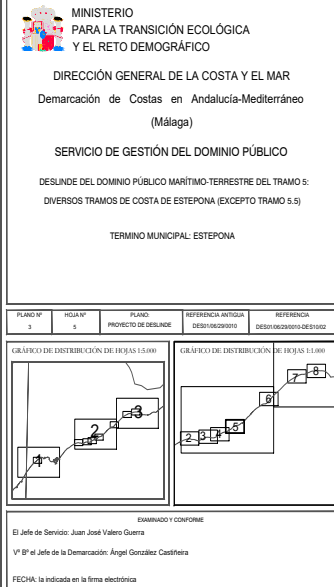 MINISTERIO
PARA LA TRANSICIÓN ECOLÓGICA
Y EL RETO DEMOGRÁFICO
DIRECCIÓN GENERAL DE LA COSTA Y EL MAR
Demarcación de Costas en Andalucía-Mediterráneo
(Málaga)
SERVICIO DE GESTIÓN DEL DOMINIO PÚBLICO
DESLINDE DEL DOMINIO PÚBLICO MARÍTIMO-TERRESTRE DEL TRAMO 5:
DIVERSOS TRAMOS DE COSTA DE ESTEPONA (EXCEPTO TRAMO 5.5)
TERMINO MUNICIPAL: ESTEPONA
PLANO Nº HOJA Nº PLANO: REFERENCIA ANTIGUA REFERENCIA
3 5 PROYECTO DE DESLINDE DES01/06/29/0010 DES01/06/29/0010-DES10/02
GRÁFICO DE DISTRIBUCIÓN DE HOJAS 1:5.000
1 2 3
GRÁFICO DE DISTRIBUCIÓN DE HOJAS 1:1.000
2 3 4 5 6 7 8
EXAMINADO Y CONFORME
El Jefe de Servicio: Juan José Valero Guerra
Vº Bº el Jefe de la Demarcación: Ángel González Castiñeira
FECHA: la indicada en la firma electrónica